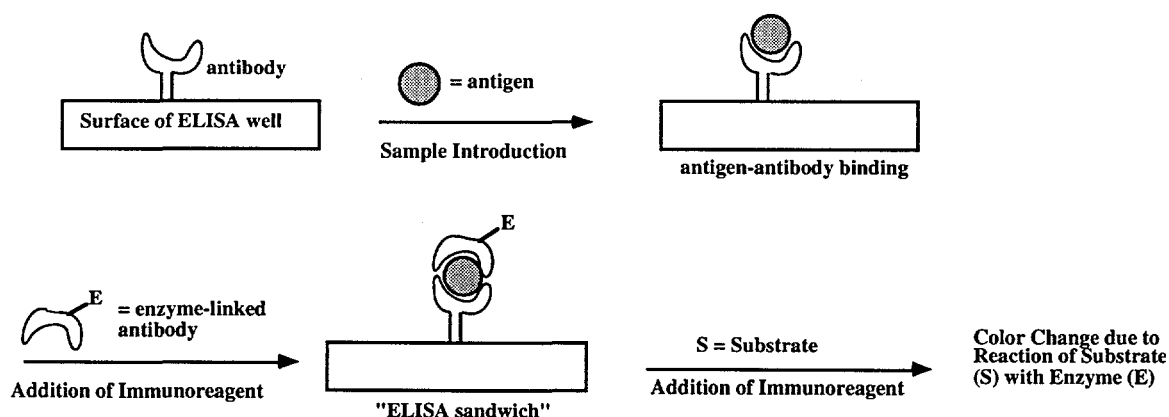 antibody
Surface of ELISA well
= antigen
Sample Introduction
antigen-antibody binding
E
= enzyme-linked
antibody
Addition of Immunoreagent
E
"ELISA sandwich"
S = Substrate
Addition of Immunoreagent
Color Change due to
Reaction of Substrate
(S) with Enzyme (E)